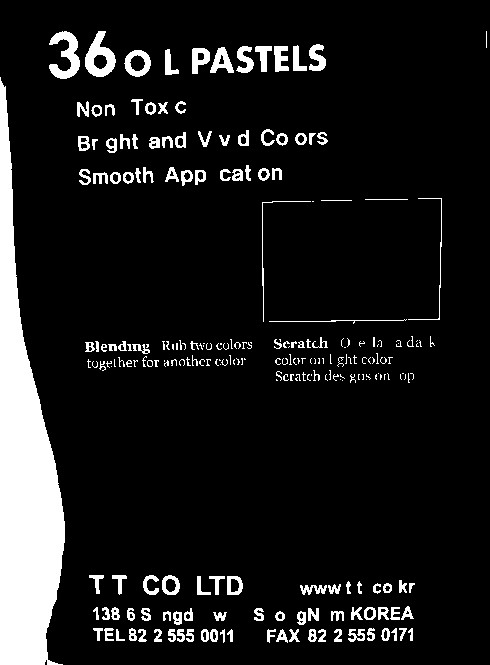 36 O L PASTELS
Non Tox c
Br ght and V v d Co ors
Smooth App cat on
Blending Rub two colors
together for another color
Scratch O e la a da k
color on l ght color
Scratch des gns on op
T T CO LTD
www t t co kr
138 6 S ngd w S o gN m KOREA
TEL 82 2 555 0011 FAX 82 2 555 0171